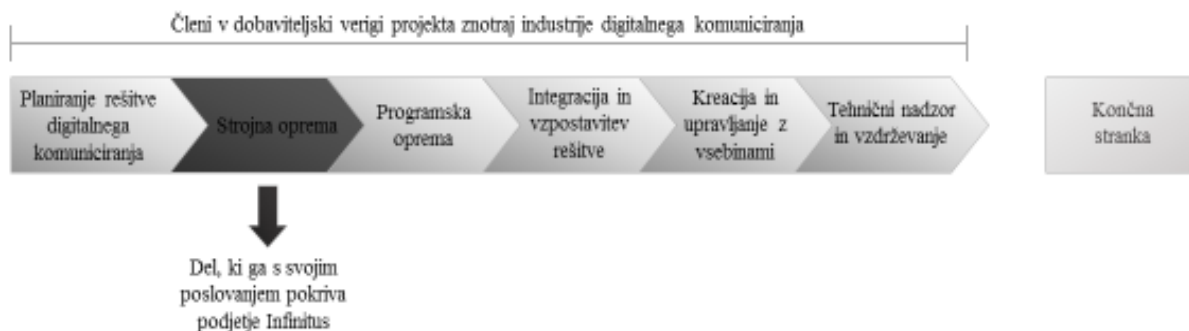 Členi v dobaviteljski verigi projekta znotraj industrije digitalnega komuniciranja
Planiranje rešitve
digitalnega
komuniciranja
Strojna oprema
Programska
oprema
Integracija in
vzpostavitev
rešitve
Kreacija in
upravljanje z
vsebinami
Tehnični nadzor
in vzdrževanje
Končna
stranka
Del, ki ga s svojim
poslovanjem pokriva
podjetje Infinitus